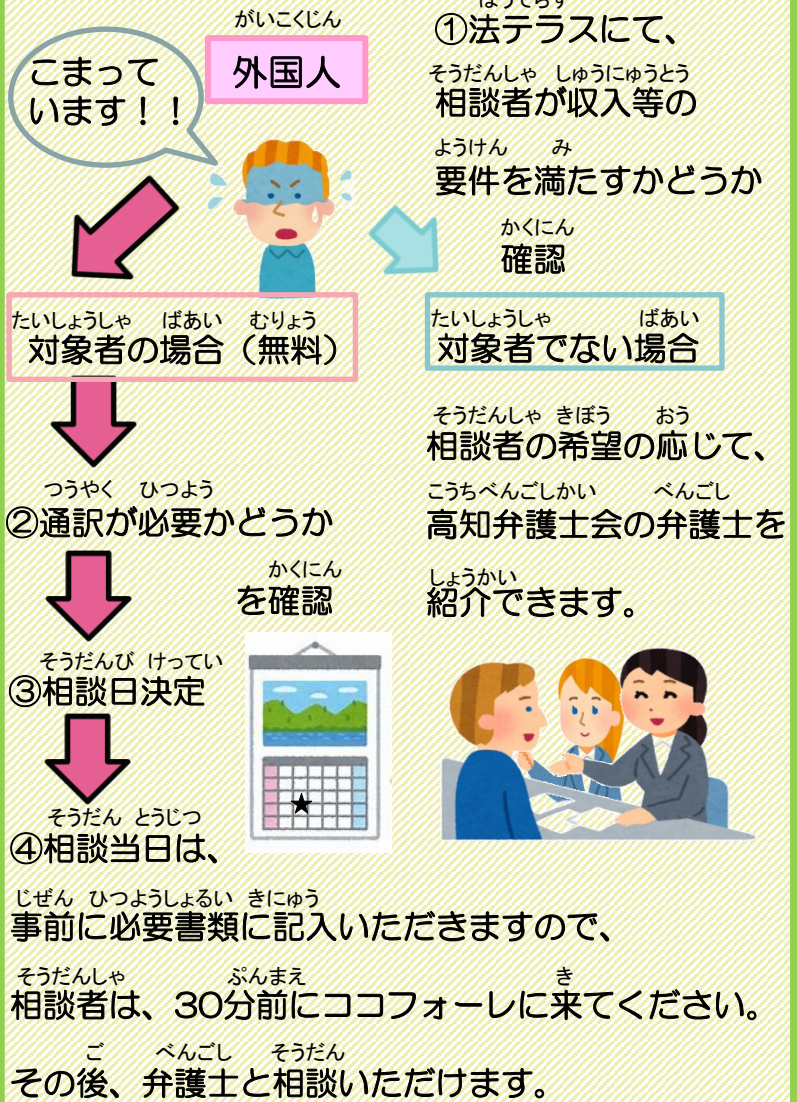 がいこくじん
外国人
こまって
います！！
①法テラスにて、
そうだんしゃ しゅうにゅうとう
相談者が収入等の
ようけん み
要件を満たすかどうか
かくにん
確認
たいしょうしゃ ばあい むりょう
対象者の場合（無料）
たいしょうしゃ ばあい
対象者でない場合
そうだんしゃ きぼう おう
相談者の希望の応じて、
こうちべんごしかい べんごし
高知弁護士会の弁護士を
しょうかい
紹介できます。
つうやく ひつよう
②通訳が必要かどうか
かくにん
を確認
そうだんび けってい
③相談日決定
そうだん とうじつ
④相談当日は、
じぜん ひつようしょるい きにゅう
事前に必要書類に記入いただきますので、
そうだんしゃ ぷんまえ き
相談者は、30分前にココフォーレに来てください。
ご べんごし そうだん
その後、弁護士と相談いただけます。